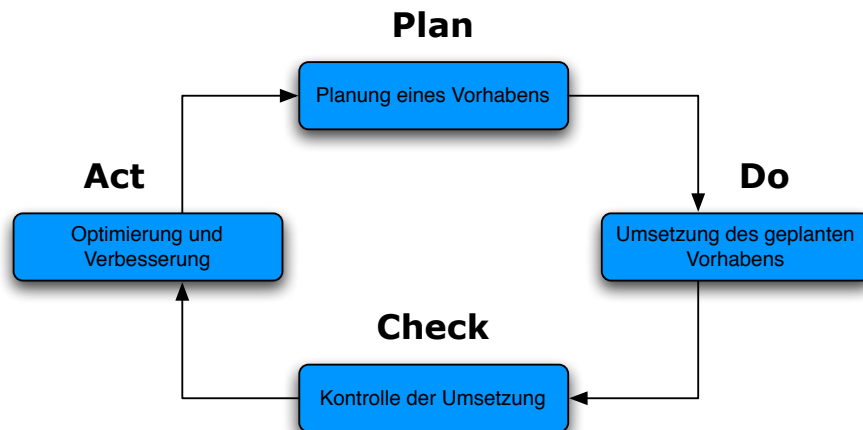 Plan
Planung eines Vorhabens
Act
Do
Optimierung und
Verbesserung
Umsetzung des geplanten
Vorhabens
Check
Kontrolle der Umsetzung